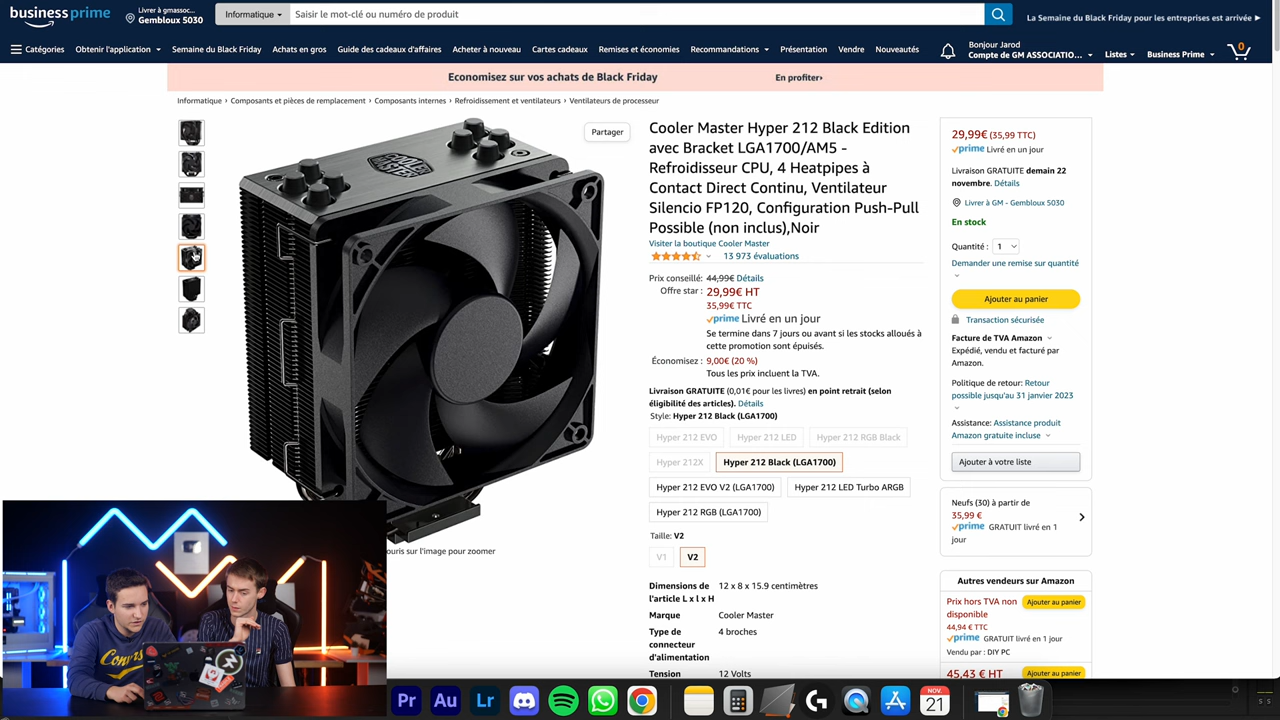 business prime
Livrer à gmassoc...
Gembloux 5030
Informatique
Saisir le mot-clé ou numéro de produit
La Semaine du Black Friday pour les entreprises est arrivée
Catégories
Obtenir l'application
Semaine du Black Friday
Achats en gros
Guide des cadeaux d'affaires
Acheter à nouveau
Cartes cadeaux
Remises et économies
Recommandations
Présentation
Vendre
Nouveautés
Bonjour Jarod
Compte de GM ASSOCIATIO...
Listes
Business Prime
0
Economisez sur vos achats de Black Friday
En profiter›
Informatique › Composants et pièces de remplacement › Composants internes › Refroidissement et ventilateurs › Ventilateurs de processeur
Partager
COOLER MASTER
ouris sur l'image pour zoomer
Cooler Master Hyper 212 Black Edition
avec Bracket LGA1700/AM5 -
Refroidisseur CPU, 4 Heatpipes à
Contact Direct Continu, Ventilateur
Silencio FP120, Configuration Push-Pull
Possible (non inclus),Noir
Visiter la boutique Cooler Master
13 973 évaluations
Prix conseillé: 44,99€ Détails
Offre star : 29,99€ HT
35,99€ TTC
prime Livré en un jour
Se termine dans 7 jours ou avant si les stocks alloués à
cette promotion sont épuisés.
Économisez : 9,00€ (20 %)
Tous les prix incluent la TVA.
Livraison GRATUITE (0,01€ pour les livres) en point retrait (selon
éligibilité des articles). Détails
Style: Hyper 212 Black (LGA1700)
Hyper 212 EVO
Hyper 212 LED
Hyper 212 RGB Black
Hyper 212X
Hyper 212 Black (LGA1700)
Hyper 212 EVO V2 (LGA1700)
Hyper 212 LED Turbo ARGB
Hyper 212 RGB (LGA1700)
Taille: V2
V1
V2
Dimensions de
l'article L x l x H
12 x 8 x 15.9 centimètres
Marque
Cooler Master
Type de
connecteur
d'alimentation
4 broches
Tension
12 Volts
29,99€ (35,99 TTC)
prime Livré en un jour
Livraison GRATUITE demain 22
novembre. Détails
Livrer à GM - Gembloux 5030
En stock
Quantité : 1
Demander une remise sur quantité
Ajouter au panier
Transaction sécurisée
Facture de TVA Amazon
Expédié, vendu et facturé par
Amazon.
Politique de retour: Retour
possible jusqu'au 31 janvier 2023
Assistance: Assistance produit
Amazon gratuite incluse
Ajouter à votre liste
Neufs (30) à partir de
35,99 €
prime GRATUIT livré en 1
jour
Autres vendeurs sur Amazon
Prix hors TVA non
disponible
Ajouter au panier
44,94 € TTC
prime GRATUIT livré en 1 jour
Vendu par : DIY PC
45,43 € HT
Ajouter au panier
Pr
Au
Lr
NOV.
21